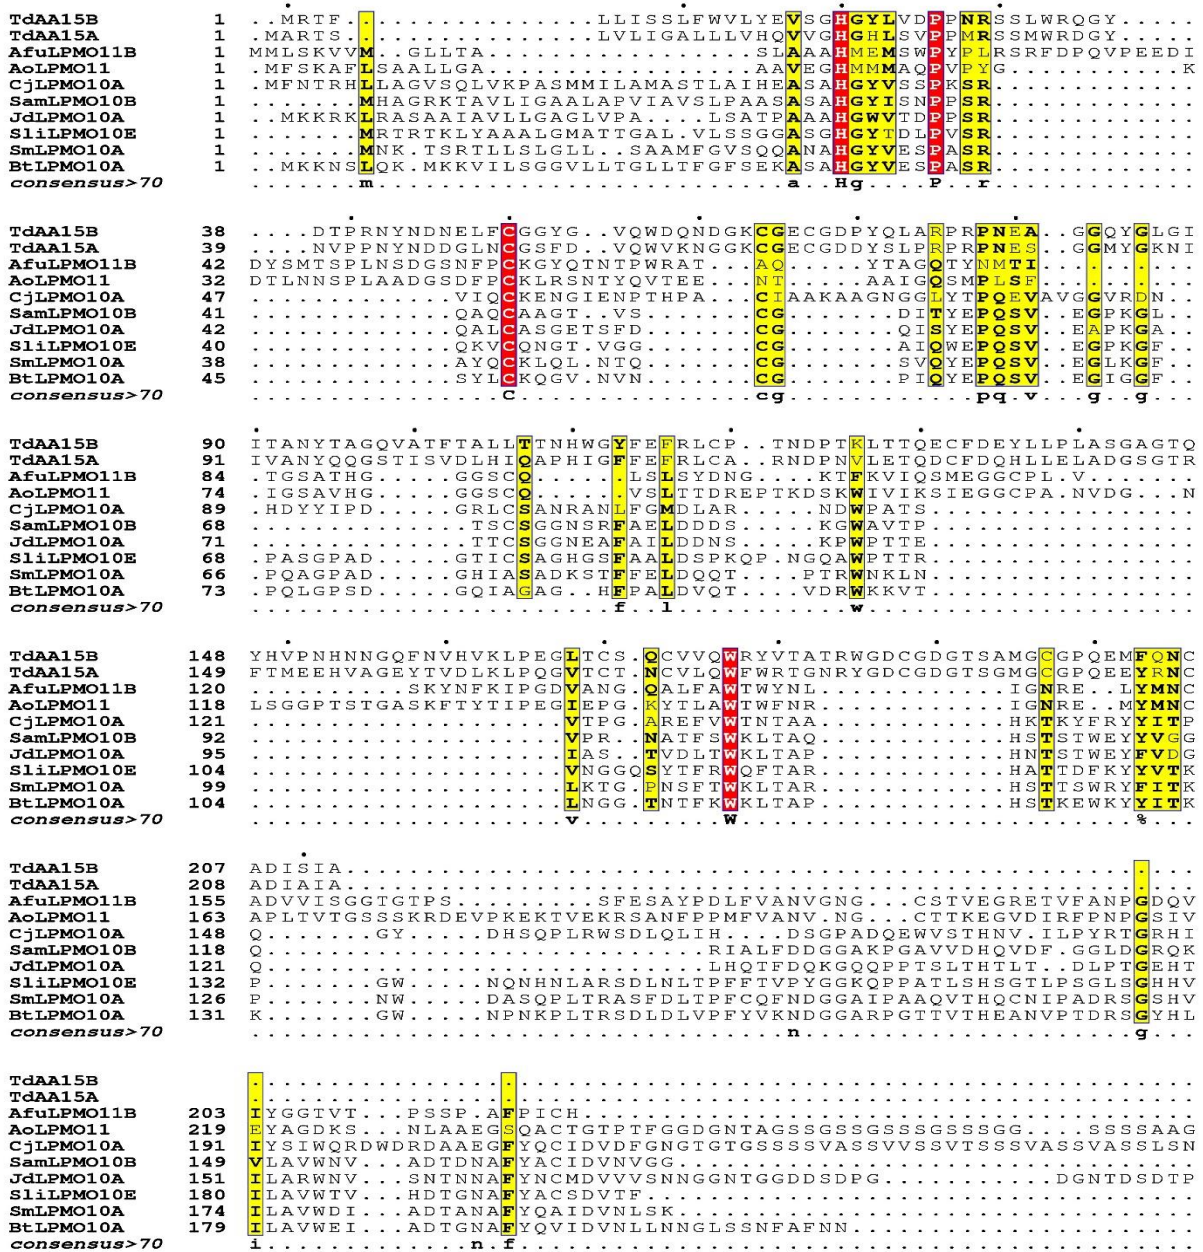 TdAA15B 1 ..MRTF...............LLISSLFWVLYEVSGHGYLVDPPNRSSLWRQGY.....
TdAA15A 1 ..MARTS..............LVLIGALLLVHQVVGHGHLSVPPMRSSMWRDGY.....
AfuLPMO11B 1 MMLSKVVMGLLTA.................SLAAAHMEMSWPYPLRSRFDPQVPEEDI
AoLPMO11 1 .MFSKAFLSAALLGA...............AAVEGHMMMAQPVPYG...........K
CjLPMO10A 1 .MFNTRHLLAGVSQLVKPASMMILAMASTLAIHEASAHGYVSSPKSR............
SamLPMO10B 1 .......MHAGRKTAVLIGAALAPVIAVSLPAASAHGYISNPPSR.............
JdLPMO10A 1 ...MKKRKLRASAAIAVLLGAGLVPA...LSATPAAAHGWVTDPPSR............
SliLPMO10E 1 .......MRTRTKLYAAALGMATTGAL.VLSSGGASGHGYTDLPVSR............
SmLPMO10A 1 .......MNK.TSRTLLSLGLL..SAAMFGVSQQANAHGYVESPASR............
BtLPMO10A 1 ..MKKNSLQK.MKKVILSGGVLLTGLLTFGFSEKASAHGYVESPASR............
consensus>70 .......m..........................a..Hg....P..r.............
TdAA15B 38 ....DTPRNYNDNELFCGGYG..VQWDQNDGKCGECGDPYQLARPRPNEA..GGQYGLGI
TdAA15A 39 .....NVPPNYNDDGLNCGSFD..VQWVKNGGKCGECGDDYSLPRPRPNES..GGMYGKNI
AfuLPMO11B 42 DYSMTSPLNSDGSNFPCKGYQTNTPWRAT...AQ.....YTAGQTYNMTI..........
AoLPMO11 32 DTLNNSPLAADGSDFPCKLRSNTYQVTEE...NT......AAIGQSMPLSF.........
CjLPMO10A 47 .............VIQCKENGIENPTHPA...CIAAKAAGNGGLYTPQEVAVGGVRDN.
SamLPMO10B 41 .............QAQCAAGT..VS.......CG........DITYEPQSV..EGPKGL.
JdLPMO10A 42 .............QALCASGETSFD.......CG........QISYEPQSV..EAPKGA.
SliLPMO10E 40 .............QKVCQNGT.VGG.......CG........AIQWEPQSV..EGPKGF.
SmLPMO10A 38 .............AYQCKLQL.NTQ.......CG........SVQYEPQSV..EGLKGF.
BtLPMO10A 45 .............SYLCKQGV.NVN.......CG........PIQYEPQSV..EGIGGF.
consensus>70 ................C...............cg............pq.v...g..g..
TdAA15B 90 ITANYTAGQVATFTALLTTNHWGYFEFRLCP..TNDPTKLTTQECFDEYLLPLASGAGTQ
TdAA15A 91 IVANYQQGSTISVDLHIQAPHIGFFEFRLCA..RNDPNVLETQDCFDQHLLELADGSGTR
AfuLPMO11B 84 .TGSATHG....GGSCQ.....LSLSYDNG...KTFKVIQSMEGGCPL.V..........
AoLPMO11 74 .IGSAVHG....GGSCQ.....VSLTTDREPTKDSKWIVIKSIEGGCPA.NVDG....N
CjLPMO10A 89 .HDYYIPD....GRLCSANRANLFGMDLAR...NDWPATS...................
SamLPMO10B 68 .............TSCSGGNSRFAELDDDS....KGWAVTP...................
JdLPMO10A 71 .............TTICSGGNEAFAILDDNS....KPWPTTE..................
SliLPMO10E 68 .PASGPAD....GTICSAGHGSFAALDSPKQP.NGQAWPTTR..................
SmLPMO10A 66 .PQAGPAD....GHIASADKSTFFELDQQT....PTRWNKLN..................
BtLPMO10A 73 .PQLGPSD....GQIAGAG.HFPALDVQT....VDRWKKVT...................
consensus>70 .......................f..l...........w.....................
TdAA15B 148 YHVPNHNNGQFNVHVKLPEGLTCS.QCVVQWRYVTATRWGDCGDGTSAMGCGPQEMFQNC
TdAA15A 149 FTMEEHVAGEYTVDLKLPQGVTCT.NCVLQWFWRTGNRYGDCGDGTSGMGCGPQEEYRNC
AfuLPMO11B 120 ........SKYNFKIPGDVANG.QALFAWTWYNL............IGNRE..LYMNC
AoLPMO11 118 LSGGPTSTGASKFTYTIPEGIEPG.KYTLAWTWFNR............IGNRE..MYMNC
CjLPMO10A 121 ....................VTPG.AREFVWTNTAA............HKTKYFRYYITP
SamLPMO10B 92 ....................VPR.NATFSWKLTAQ............HSTSTWEYYVGG
JdLPMO10A 95 ....................IAS.TVDLTWKLTAP............HNTSTWEYFVDG
SliLPMO10E 104 ....................VNGGQSYTFRWQFTAR............HATTDFKYYVTK
SmLPMO10A 99 ....................LKTG.PNSFTWKLTAR............HSTTSWRYFITK
BtLPMO10A 104 ....................LNGG.TNTFKWKLTAP............HSTKEWKYYITK
consensus>70 ....................v..........W.........................%...
TdAA15B 207 ADISIA......................................................
TdAA15A 208 ADIAIA......................................................
AfuLPMO11B 155 ADVVISGGTGTPS.........SFESAYPDLFVANVGNG...CSTVEGRETVFANPGDQV
AoLPMO11 163 APLTVTGSSSKRDEVPKEKTVEKRSANFPPMFVANV.NG...CTTKEGVDIRFPNPGSIV
CjLPMO10A 148 Q.......GY.....DHSQPLRWSDLQLIH....DSGPADQEWVSTHNV.ILPYRTGRHI
SamLPMO10B 118 Q............................RIALFDDGGAKPGAVVDHQVDF.GGLDGRQK
JdLPMO10A 121 Q............................LHQTFDQKGQQPPTSLTHTLT..DLPTGEHT
SliLPMO10E 132 P.......GW.....NQNHNLARSDLNLTPFFTVPYGGKQPPATLSHSGTLPSGLSGHHV
SmLPMO10A 126 P.......NW.....DASQPLTRASFDLTPFCQFNDGGAIPAAQVTHQCNIPADRSGSHV
BtLPMO10A 131 K.......GW.....NPNKPLTRSDLDLVPFYVKNDGGARPGTTVTHEANVPTDRSGYHL
consensus>70 ..................................n.....................g....
TdAA15B ............................................................
TdAA15A ............................................................
AfuLPMO11B 203 IYGGTVT...PSSP.AFPICH.......................................
AoLPMO11 219 EYAGDKS...NLAAEGSQACTGTPTFGGDGNTAGSSGSSGSSSGSSSGG....SSSSAAG
CjLPMO10A 191 IYSIWQRDWDRDAAEGFYQCIDVDFGNGTGTGSSSSVASSVVSSVTSSSVASSVASSLSN
SamLPMO10B 149 VLAVWNV...ADTDNAFYACIDVNVGG.................................
JdLPMO10A 151 ILARWNV...SNTNNAFYNCMDVVVSNNGGNTGGDDSDPG...........DGNTDSDTP
SliLPMO10E 180 ILAVWTV...HDTGNAFYACSDVTF...................................
SmLPMO10A 174 ILAVWDI...ADTANAFYQAIDVNLSK.................................
BtLPMO10A 179 ILAVWEI...ADTGNAFYQVIDVNLLNNGLSSNFAFNN......................
consensus>70 i.............n.f...........................................